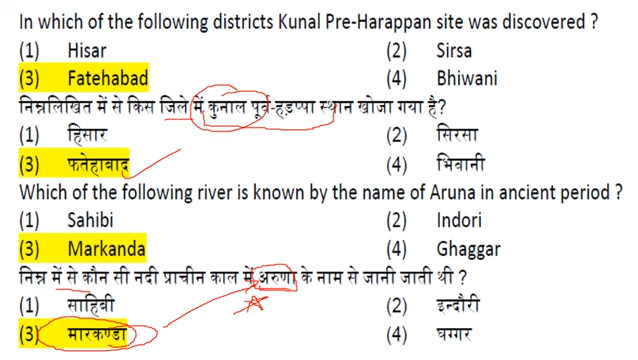 In which of the following districts Kunal Pre-Harappan site was discovered ?
(1) Hisar (2) Sirsa
(3) Fatehabad (4) Bhiwani
निम्नलिखित में से किस जिले में कुनाल पूर्व-हड़प्पा स्थान खोजा गया है?
(1) हिसार (2) सिरसा
(3) फतेहाबाद (4) भिवानी
Which of the following river is known by the name of Aruna in ancient period ?
(1) Sahibi (2) Indori
(3) Markanda (4) Ghaggar
निम्न में से कौन सी नदी प्राचीन काल में अरुणा के नाम से जानी जाती थी ?
(1) साहिबी (2) इन्दौरी
(3) मारकण्डा (4) घग्गर